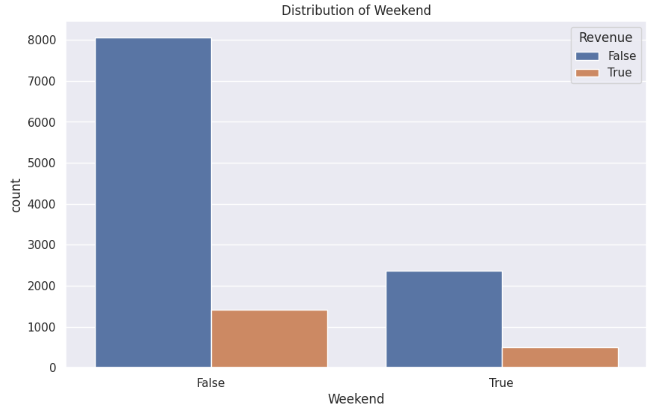 Distribution of Weekend
Revenue
False
True
8000
7000
6000
5000
4000
3000
2000
1000
0
count
False True
Weekend